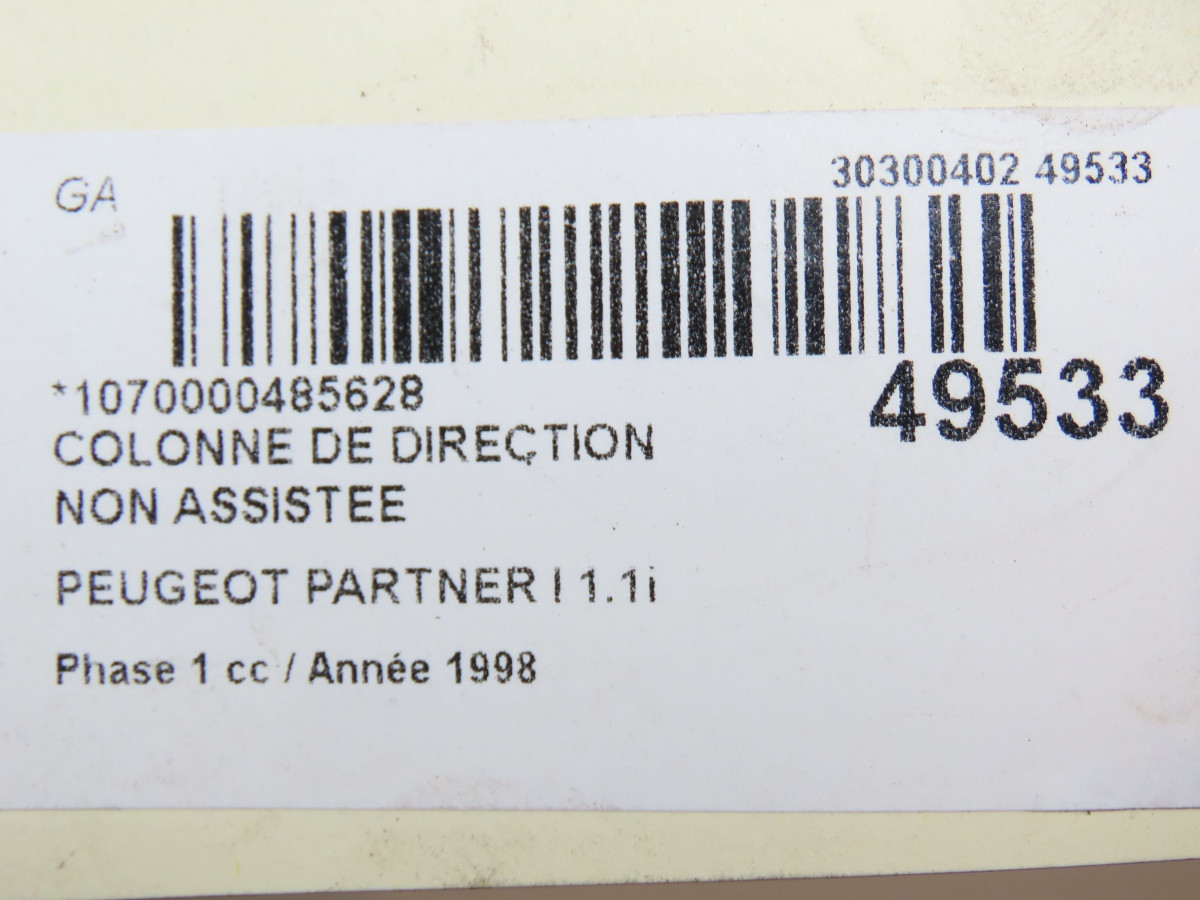 GA
30300402 49533
*1070000485628
49533
COLONNE DE DIRECTION
NON ASSISTEE
PEUGEOT PARTNER I 1.1i
Phase 1 cc / Année 1998